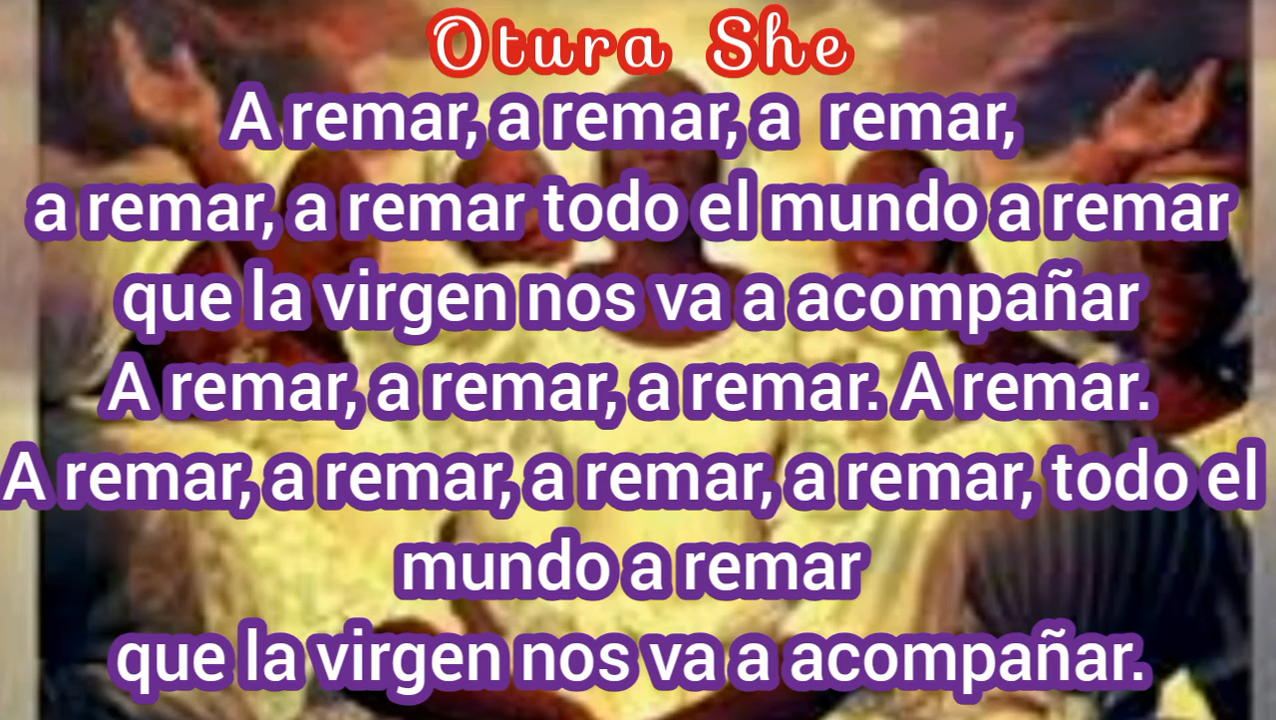 Otura She
A remar, a remar, a remar,
a remar, a remar todo el mundo a remar
que la virgen nos va a acompañar
A remar, a remar, a remar. A remar.
A remar, a remar, a remar, a remar, todo el
mundo a remar
que la virgen nos va a acompañar.